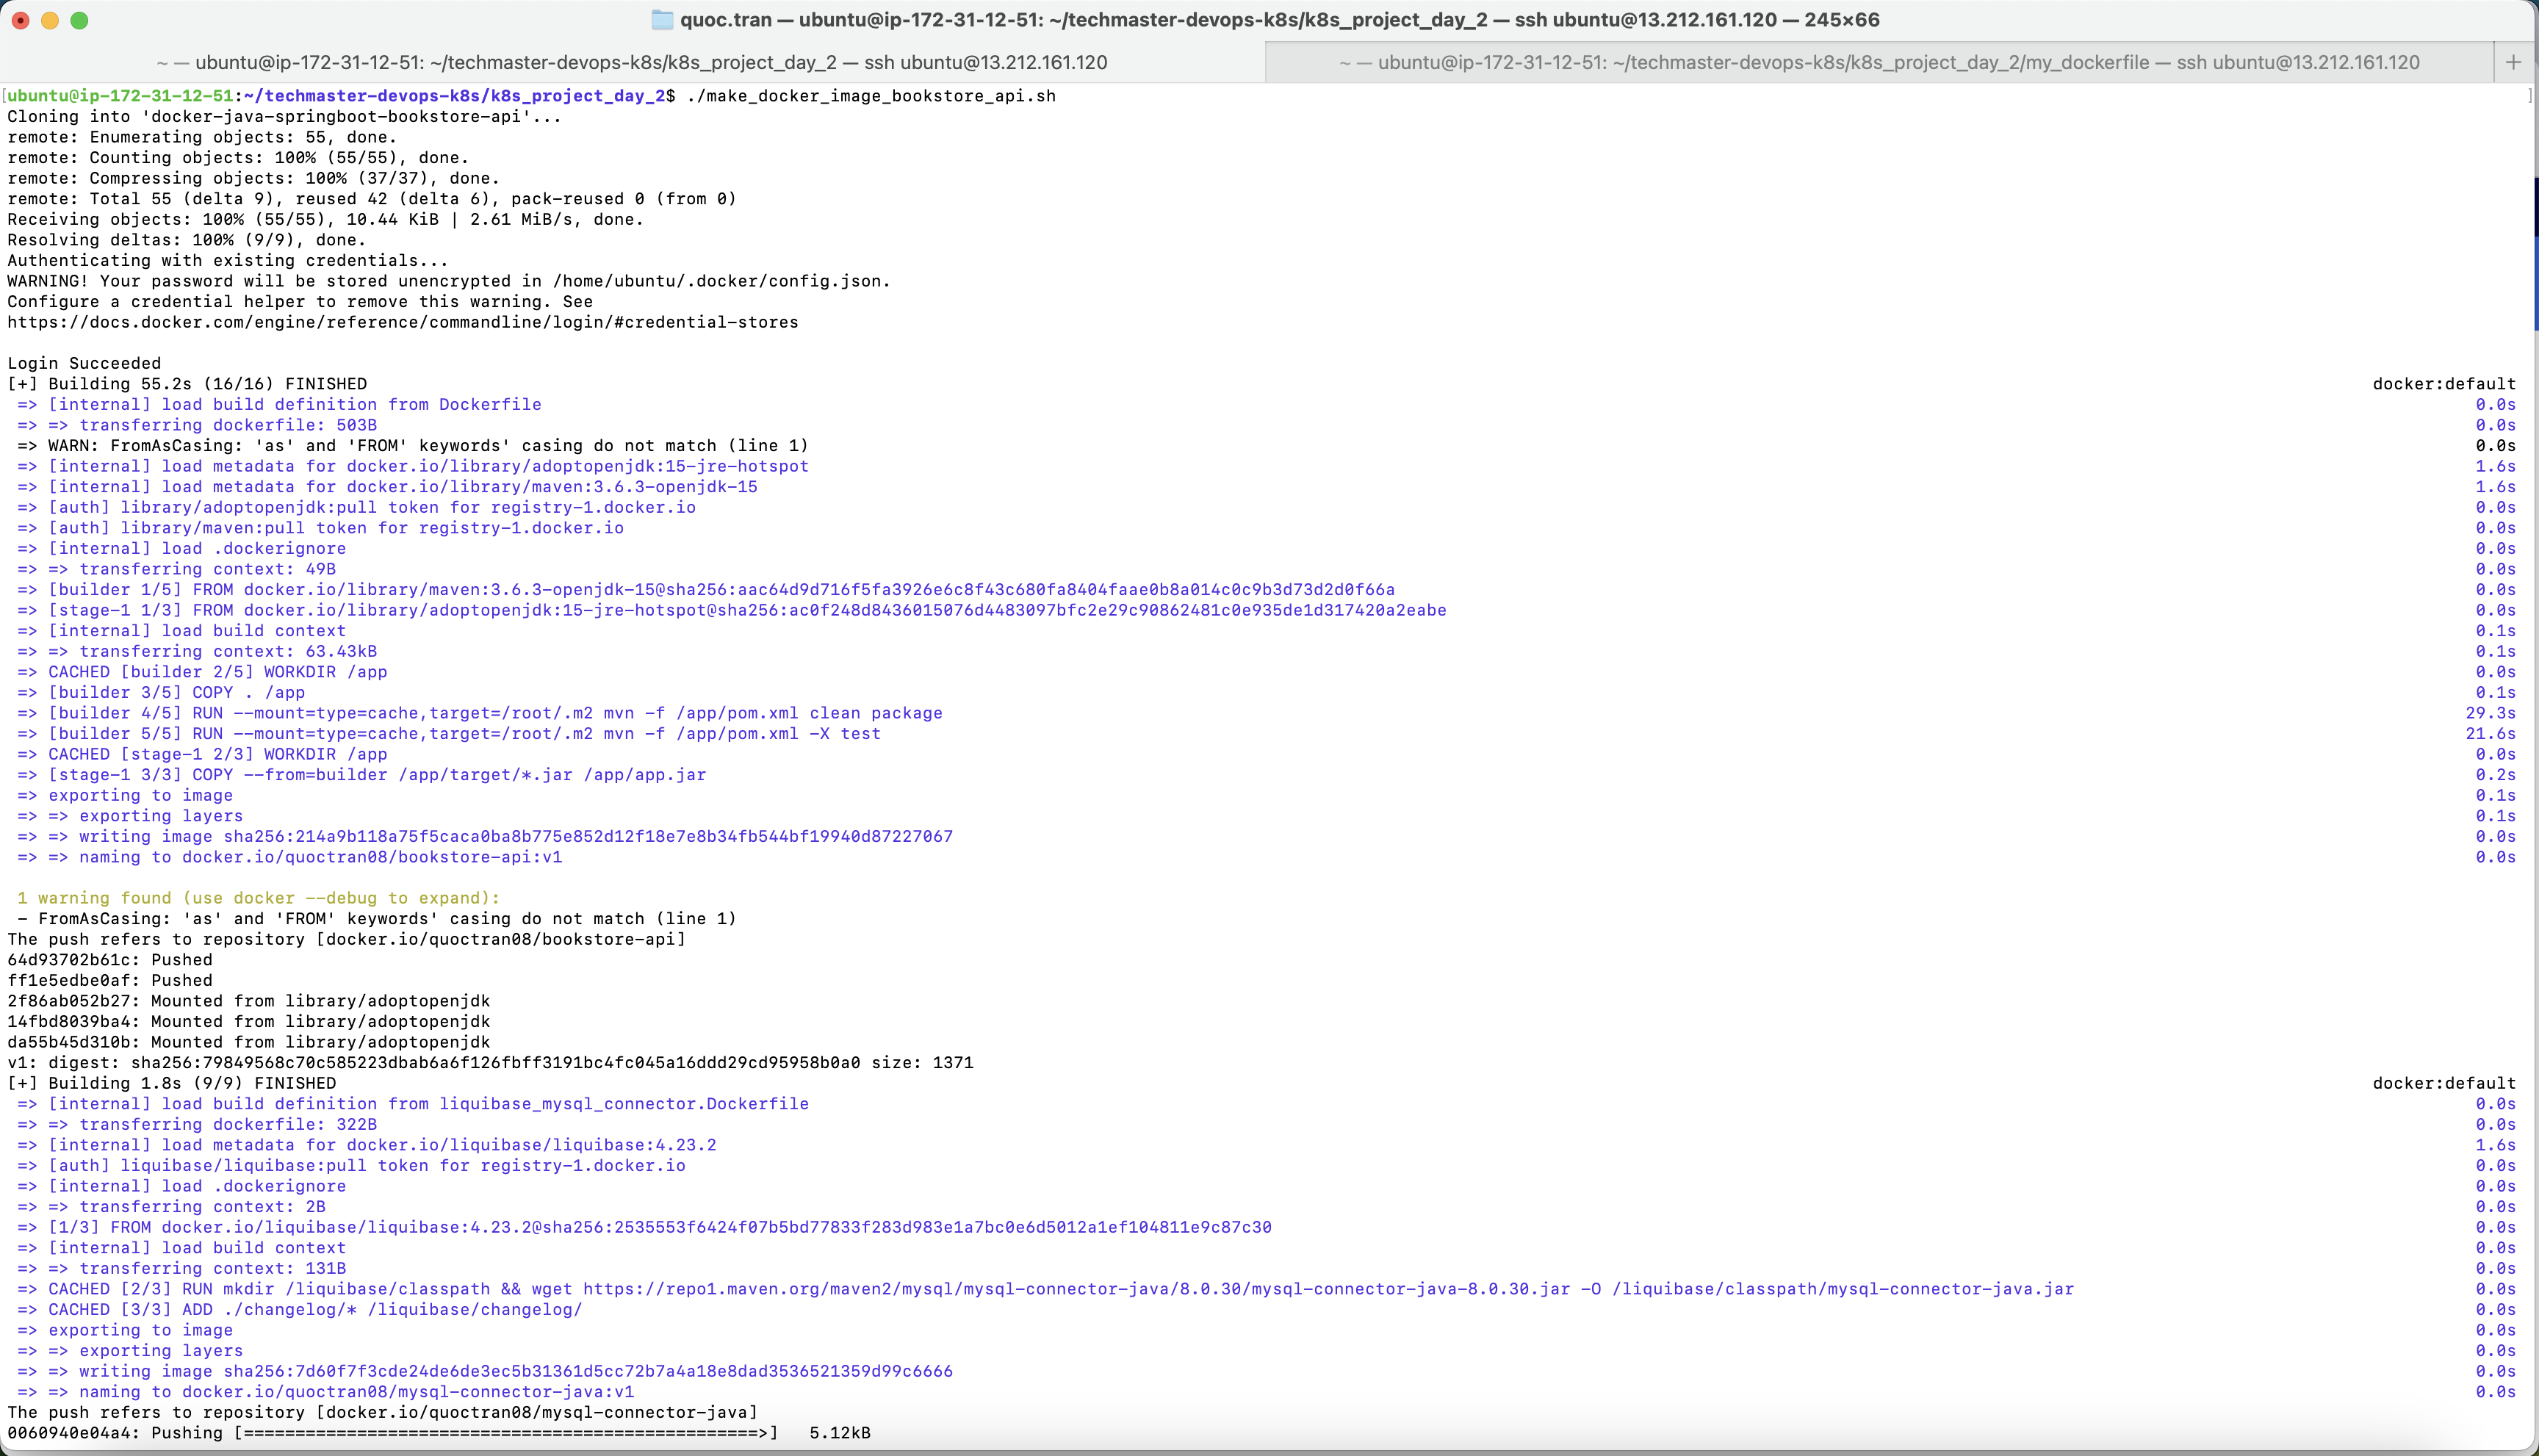 quoc.tran — ubuntu@ip-172-31-12-51: ~/techmaster-devops-k8s/k8s_project_day_2 — ssh ubuntu@13.212.161.120 — 245×66
~ — ubuntu@ip-172-31-12-51: ~/techmaster-devops-k8s/k8s_project_day_2 — ssh ubuntu@13.212.161.120
~ — ubuntu@ip-172-31-12-51: ~/techmaster-devops-k8s/k8s_project_day_2/my_dockerfile — ssh ubuntu@13.212.161.120 +
[ubuntu@ip-172-31-12-51:~/techmaster-devops-k8s/k8s_project_day_2$ ./make_docker_image_bookstore_api.sh ]
Cloning into 'docker-java-springboot-bookstore-api'...
remote: Enumerating objects: 55, done.
remote: Counting objects: 100% (55/55), done.
remote: Compressing objects: 100% (37/37), done.
remote: Total 55 (delta 9), reused 42 (delta 6), pack-reused 0 (from 0)
Receiving objects: 100% (55/55), 10.44 KiB | 2.61 MiB/s, done.
Resolving deltas: 100% (9/9), done.
Authenticating with existing credentials...
WARNING! Your password will be stored unencrypted in /home/ubuntu/.docker/config.json.
Configure a credential helper to remove this warning. See
https://docs.docker.com/engine/reference/commandline/login/#credential-stores
Login Succeeded
[+] Building 55.2s (16/16) FINISHED docker:default
=> [internal] load build definition from Dockerfile 0.0s
=> => transferring dockerfile: 503B 0.0s
=> WARN: FromAsCasing: 'as' and 'FROM' keywords' casing do not match (line 1) 0.0s
=> [internal] load metadata for docker.io/library/adoptopenjdk:15-jre-hotspot 1.6s
=> [internal] load metadata for docker.io/library/maven:3.6.3-openjdk-15 1.6s
=> [auth] library/adoptopenjdk:pull token for registry-1.docker.io 0.0s
=> [auth] library/maven:pull token for registry-1.docker.io 0.0s
=> [internal] load .dockerignore 0.0s
=> => transferring context: 49B 0.0s
=> [builder 1/5] FROM docker.io/library/maven:3.6.3-openjdk-15@sha256:aac64d9d716f5fa3926e6c8f43c680fa8404faae0b8a014c0c9b3d73d2d0f66a 0.0s
=> [stage-1 1/3] FROM docker.io/library/adoptopenjdk:15-jre-hotspot@sha256:ac0f248d8436015076d4483097bfc2e29c90862481c0e935de1d317420a2eabe 0.0s
=> [internal] load build context 0.1s
=> => transferring context: 63.43kB 0.1s
=> CACHED [builder 2/5] WORKDIR /app 0.0s
=> [builder 3/5] COPY . /app 0.1s
=> [builder 4/5] RUN --mount=type=cache,target=/root/.m2 mvn -f /app/pom.xml clean package 29.3s
=> [builder 5/5] RUN --mount=type=cache,target=/root/.m2 mvn -f /app/pom.xml -X test 21.6s
=> CACHED [stage-1 2/3] WORKDIR /app 0.0s
=> [stage-1 3/3] COPY --from=builder /app/target/*.jar /app/app.jar 0.2s
=> exporting to image 0.1s
=> => exporting layers 0.1s
=> => writing image sha256:214a9b118a75f5caca0ba8b775e852d12f18e7e8b34fb544bf19940d87227067 0.0s
=> => naming to docker.io/quoctran08/bookstore-api:v1 0.0s
1 warning found (use docker --debug to expand):
- FromAsCasing: 'as' and 'FROM' keywords' casing do not match (line 1)
The push refers to repository [docker.io/quoctran08/bookstore-api]
64d93702b61c: Pushed
ff1e5edbe0af: Pushed
2f86ab052b27: Mounted from library/adoptopenjdk
14fbd8039ba4: Mounted from library/adoptopenjdk
da55b45d310b: Mounted from library/adoptopenjdk
v1: digest: sha256:79849568c70c585223dbab6a6f126fbff3191bc4fc045a16ddd29cd95958b0a0 size: 1371
[+] Building 1.8s (9/9) FINISHED docker:default
=> [internal] load build definition from liquibase_mysql_connector.Dockerfile 0.0s
=> => transferring dockerfile: 322B 0.0s
=> [internal] load metadata for docker.io/liquibase/liquibase:4.23.2 1.6s
=> [auth] liquibase/liquibase:pull token for registry-1.docker.io 0.0s
=> [internal] load .dockerignore 0.0s
=> => transferring context: 2B 0.0s
=> [1/3] FROM docker.io/liquibase/liquibase:4.23.2@sha256:2535553f6424f07b5bd77833f283d983e1a7bc0e6d5012a1ef104811e9c87c30 0.0s
=> [internal] load build context 0.0s
=> => transferring context: 131B 0.0s
=> CACHED [2/3] RUN mkdir /liquibase/classpath && wget https://repo1.maven.org/maven2/mysql/mysql-connector-java/8.0.30/mysql-connector-java-8.0.30.jar -O /liquibase/classpath/mysql-connector-java.jar 0.0s
=> CACHED [3/3] ADD ./changelog/* /liquibase/changelog/ 0.0s
=> exporting to image 0.0s
=> => exporting layers 0.0s
=> => writing image sha256:7d60f7f3cde24de6de3ec5b31361d5cc72b7a4a18e8dad3536521359d99c6666 0.0s
=> => naming to docker.io/quoctran08/mysql-connector-java:v1 0.0s
The push refers to repository [docker.io/quoctran08/mysql-connector-java]
0060940e04a4: Pushing [==================================================>] 5.12kB